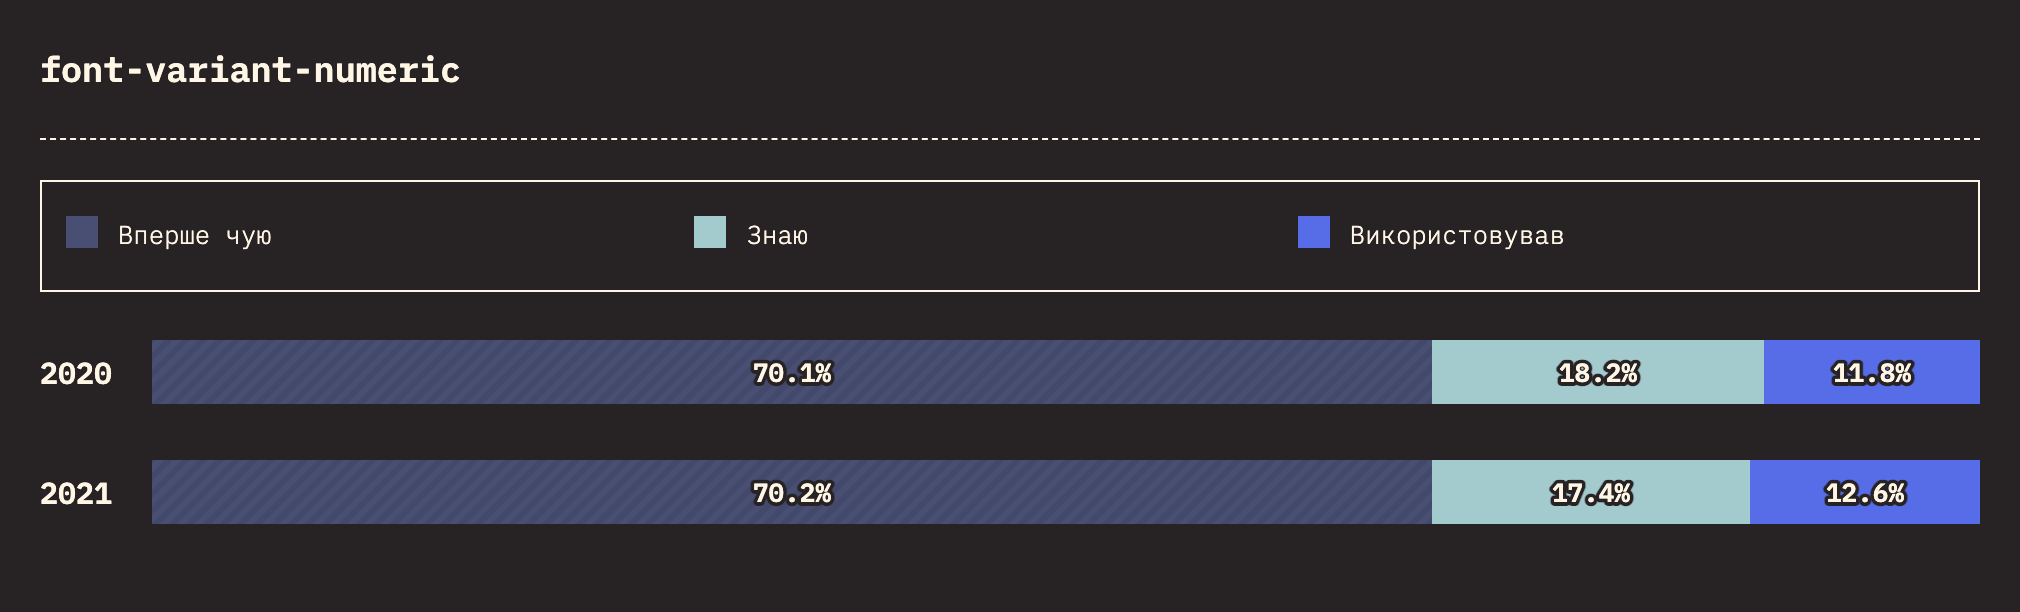 font-variant-numeric
Вперше чую Знаю Використовував
2020 70.1% 18.2% 11.8%
2021 70.2% 17.4% 12.6%